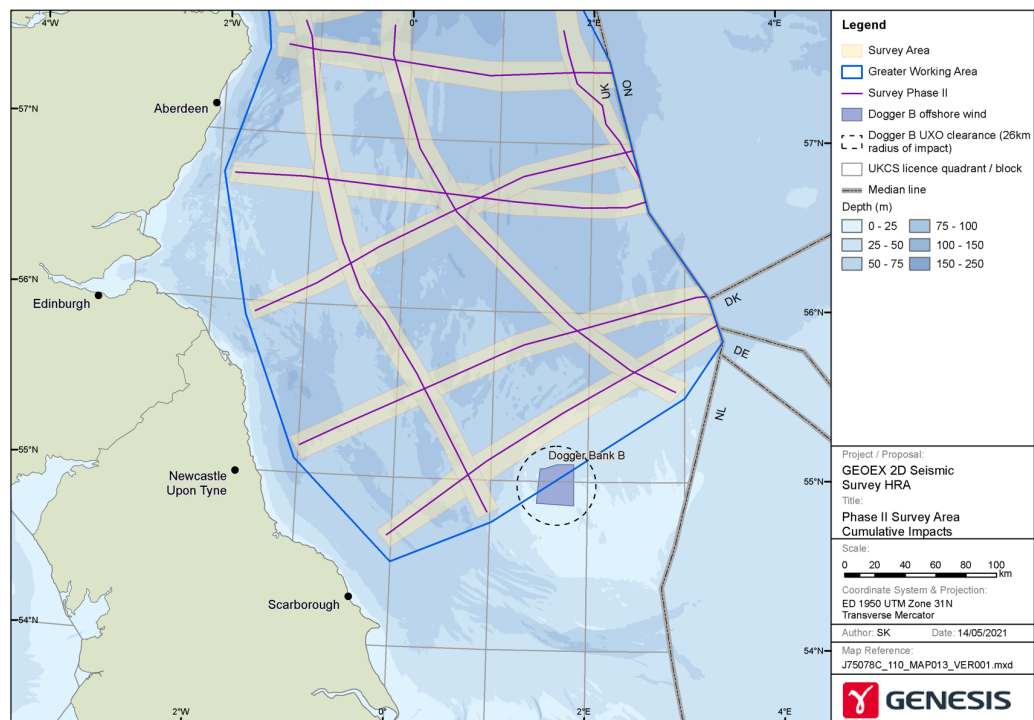 4°W
2°W
0°
2°E
4°E
57°N
Aberdeen
UK
NO
57°N
56°N
Edinburgh
DK
56°N
DE
NL
55°N
Newcastle
Upon Tyne
Dogger Bank B
55°N
Scarborough
54°N
54°N
2°W
0°
2°E
4°E
Legend
Survey Area
Greater Working Area
Survey Phase II
Dogger B offshore wind
Dogger B UXO clearance (26km
radius of impact)
UKCS licence quadrant / block
Median line
Depth (m)
0 - 25
75 - 100
25 - 50
100 - 150
50 - 75
150 - 250
Project / Proposal:
GEOEX 2D Seismic
Survey HRA
Title:
Phase II Survey Area
Cumulative Impacts
Scale:
0 20 40 60 80 100
km
Coordinate System & Projection:
ED 1950 UTM Zone 31N
Transverse Mercator
Author: SK Date: 14/05/2021
Map Reference:
J75078C_110_MAP013_VER001.mxd
GENESIS